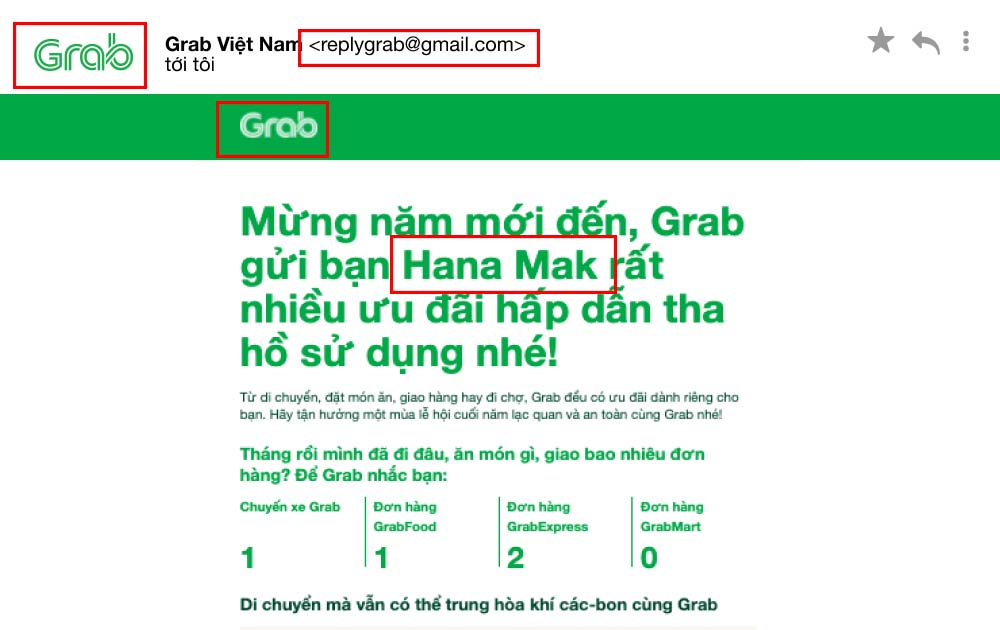 Grab
Grab Việt Nam <replygrab@gmail.com>
tới tôi
Grab
Mừng năm mới đến, Grab
gửi bạn Hana Mak rất
nhiều ưu đãi hấp dẫn tha
hồ sử dụng nhé!
Từ di chuyển, đặt món ăn, giao hàng hay đi chợ, Grab đều có ưu đãi dành riêng cho
bạn. Hãy tận hưởng một mùa lễ hội cuối năm lạc quan và an toàn cùng Grab nhé!
Tháng rồi mình đã đi đâu, ăn món gì, giao bao nhiêu đơn
hàng? Để Grab nhắc bạn:
Chuyến xe Grab
1
Đơn hàng
GrabFood
1
Đơn hàng
GrabExpress
2
Đơn hàng
GrabMart
0
Di chuyển mà vẫn có thể trung hòa khí các-bon cùng Grab